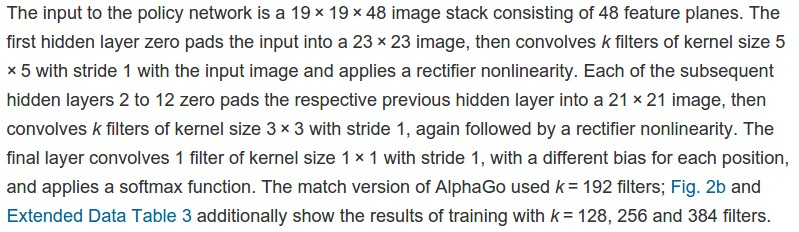 The input to the policy network is a 19 × 19 × 48 image stack consisting of 48 feature planes. The
first hidden layer zero pads the input into a 23 × 23 image, then convolves k filters of kernel size 5
× 5 with stride 1 with the input image and applies a rectifier nonlinearity. Each of the subsequent
hidden layers 2 to 12 zero pads the respective previous hidden layer into a 21 × 21 image, then
convolves k filters of kernel size 3 × 3 with stride 1, again followed by a rectifier nonlinearity. The
final layer convolves 1 filter of kernel size 1 × 1 with stride 1, with a different bias for each position,
and applies a softmax function. The match version of AlphaGo used k = 192 filters; Fig. 2b and
Extended Data Table 3 additionally show the results of training with k = 128, 256 and 384 filters.